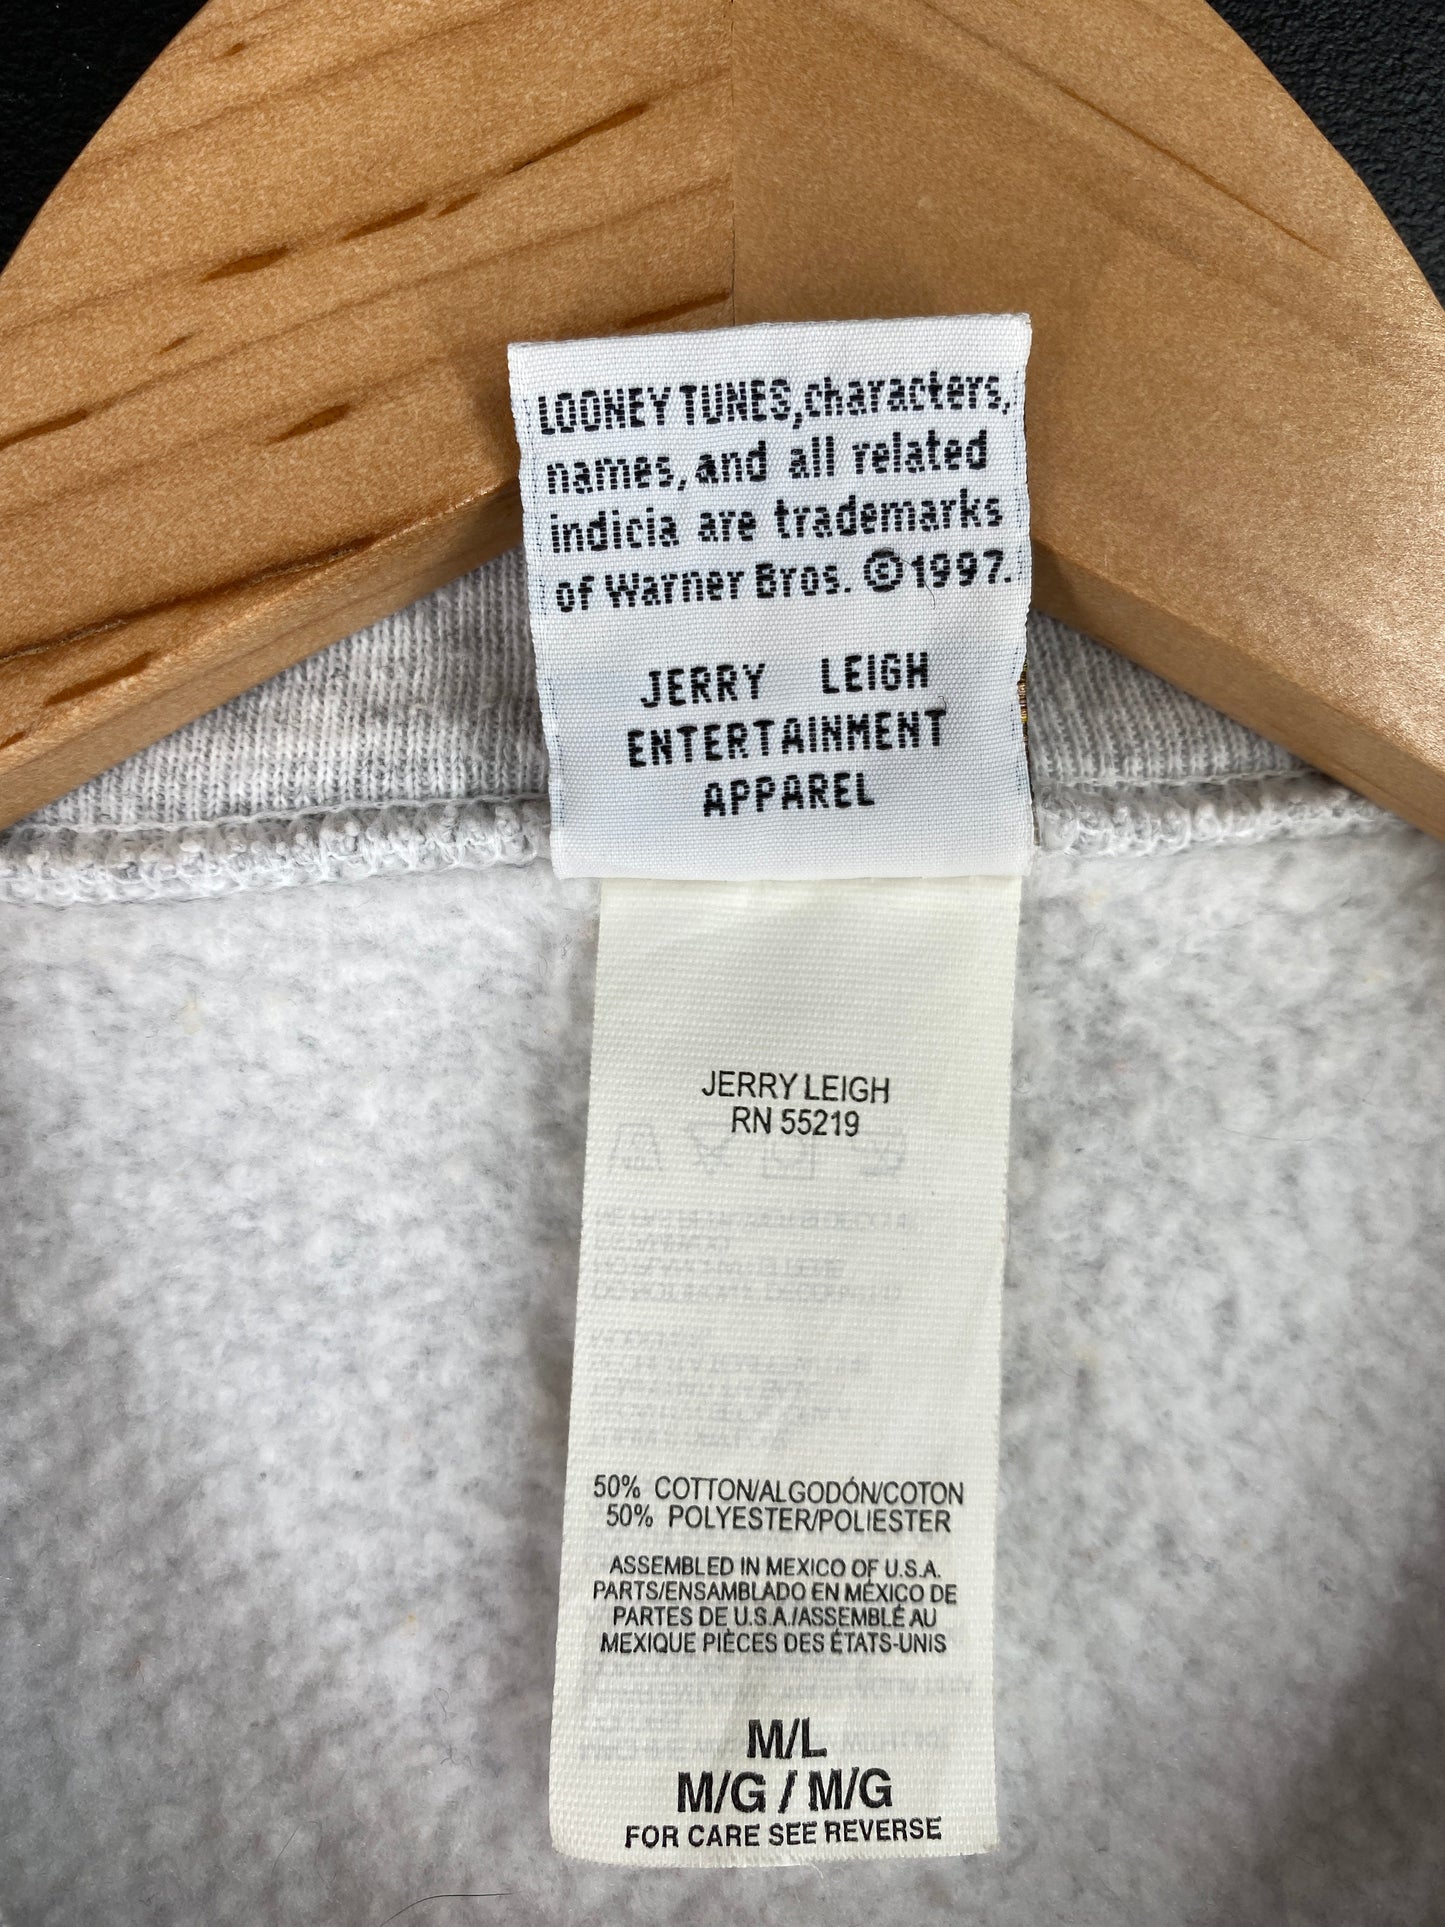 LOONEY TUNES, characters,
names, and all related
indicia are trademarks
of Warner Bros. ©1997.
JERRY LEIGH
ENTERTAINMENT
APPAREL
JERRY LEIGH
RN 55219
50% COTTON/ALGODÓN/COTON
50% POLYESTER/POLIESTER
ASSEMBLED IN MEXICO OF U.S.A.
PARTS/ENSAMBLADO EN MÉXICO DE
PARTES DE U.S.A./ASSEMBLÉ AU
MEXIQUE PIÈCES DES ÉTATS-UNIS
M/L
M/G / M/G
FOR CARE SEE REVERSE